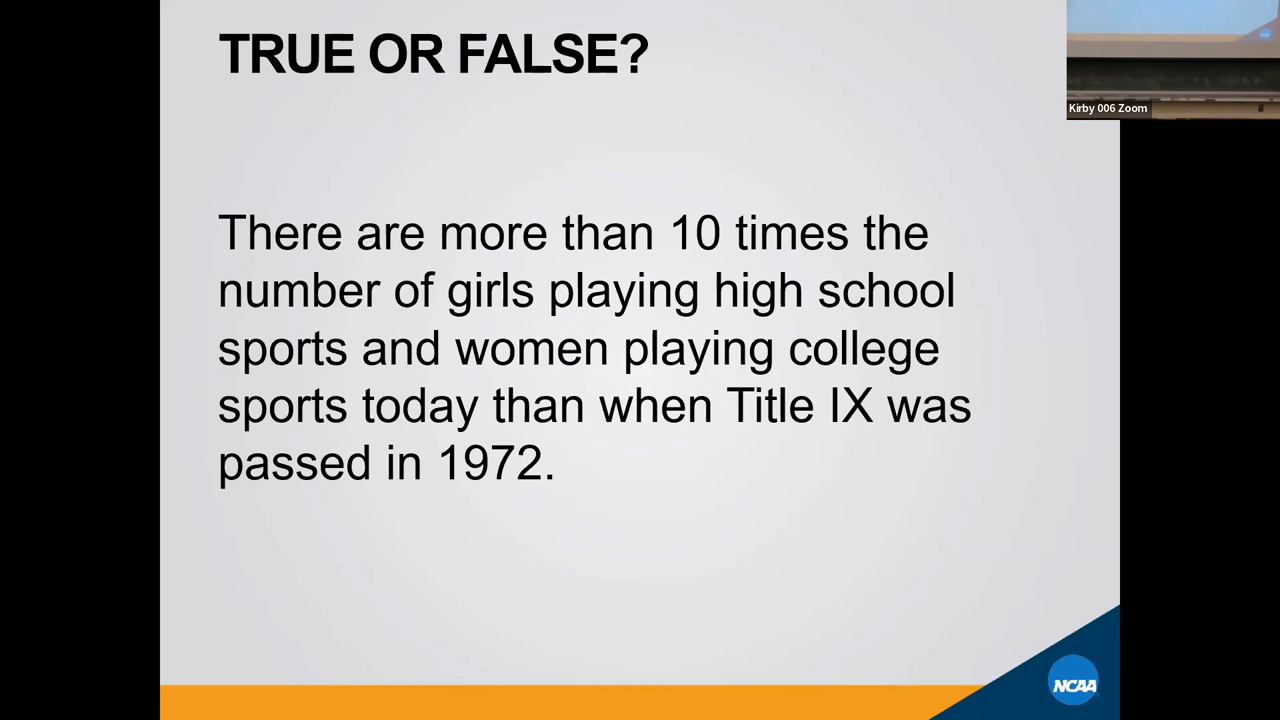 TRUE OR FALSE?
Kirby 006 Zoom
There are more than 10 times the
number of girls playing high school
sports and women playing college
sports today than when Title IX was
passed in 1972.
NCAA